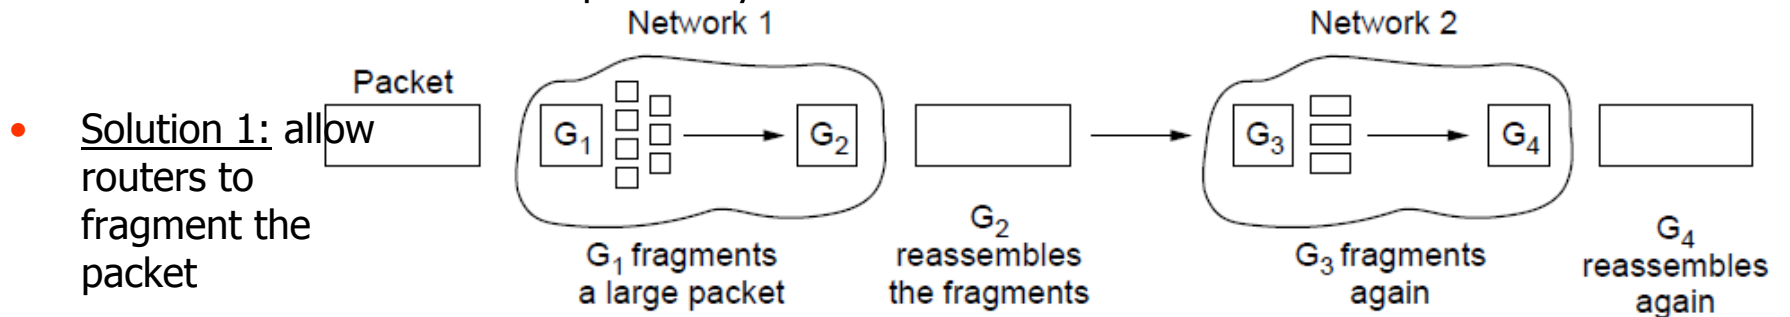 Network 1
Network 2
Packet
• Solution 1: allow
routers to
fragment the
packet
G1
G2
G3
G4
G1 fragments
a large packet
G2
reassembles
the fragments
G3 fragments
again
G4
reassembles
again